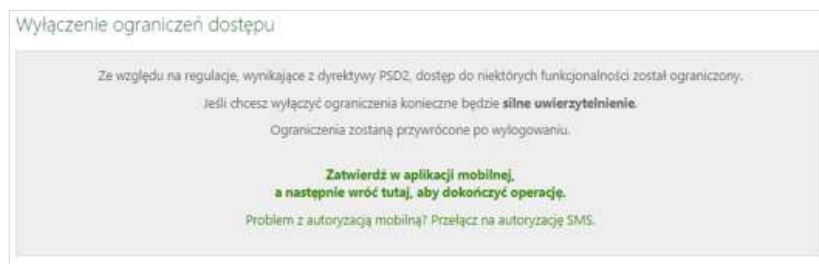 Wyłączenie ograniczeń dostępu
Ze względu na regulacje, wynikające z dyrektywy PSD2, dostęp do niektórych funkcjonalności został ograniczony.
Jeśli chcesz wyłączyć ograniczenia konieczne będzie silne uwierzytelnienie.
Ograniczenia zostaną przywrócone po wylogowaniu.
Zatwierdź w aplikacji mobilnej,
a następnie wróć tutaj, aby dokończyć operację.
Problem z autoryzacją mobilną? Przełącz na autoryzację SMS.